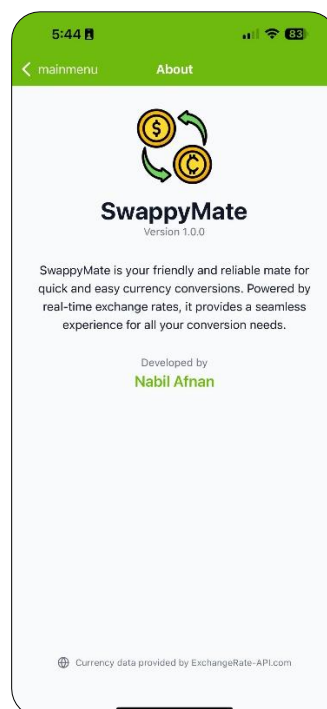 5:44
83
mainmenu
About
SwappyMate
Version 1.0.0
SwappyMate is your friendly and reliable mate for
quick and easy currency conversions. Powered by
real-time exchange rates, it provides a seamless
experience for all your conversion needs.
Developed by
Nabil Afnan
Currency data provided by ExchangeRate-API.com